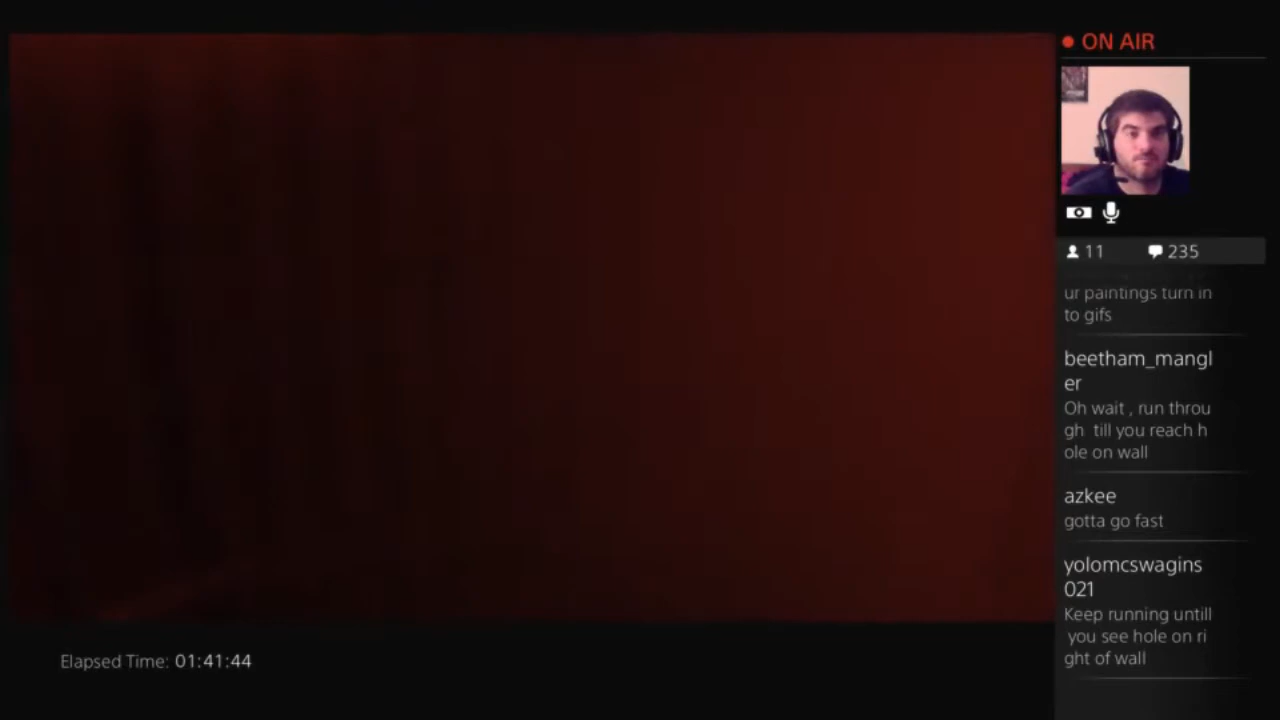 ON AIR
11 235
ur paintings turn in
to gifs
beetham_mangl
er
Oh wait , run throu
gh till you reach h
ole on wall
azkee
gotta go fast
yolomcswagins
021
Keep running untill
you see hole on ri
ght of wall
Elapsed Time: 01:41:44